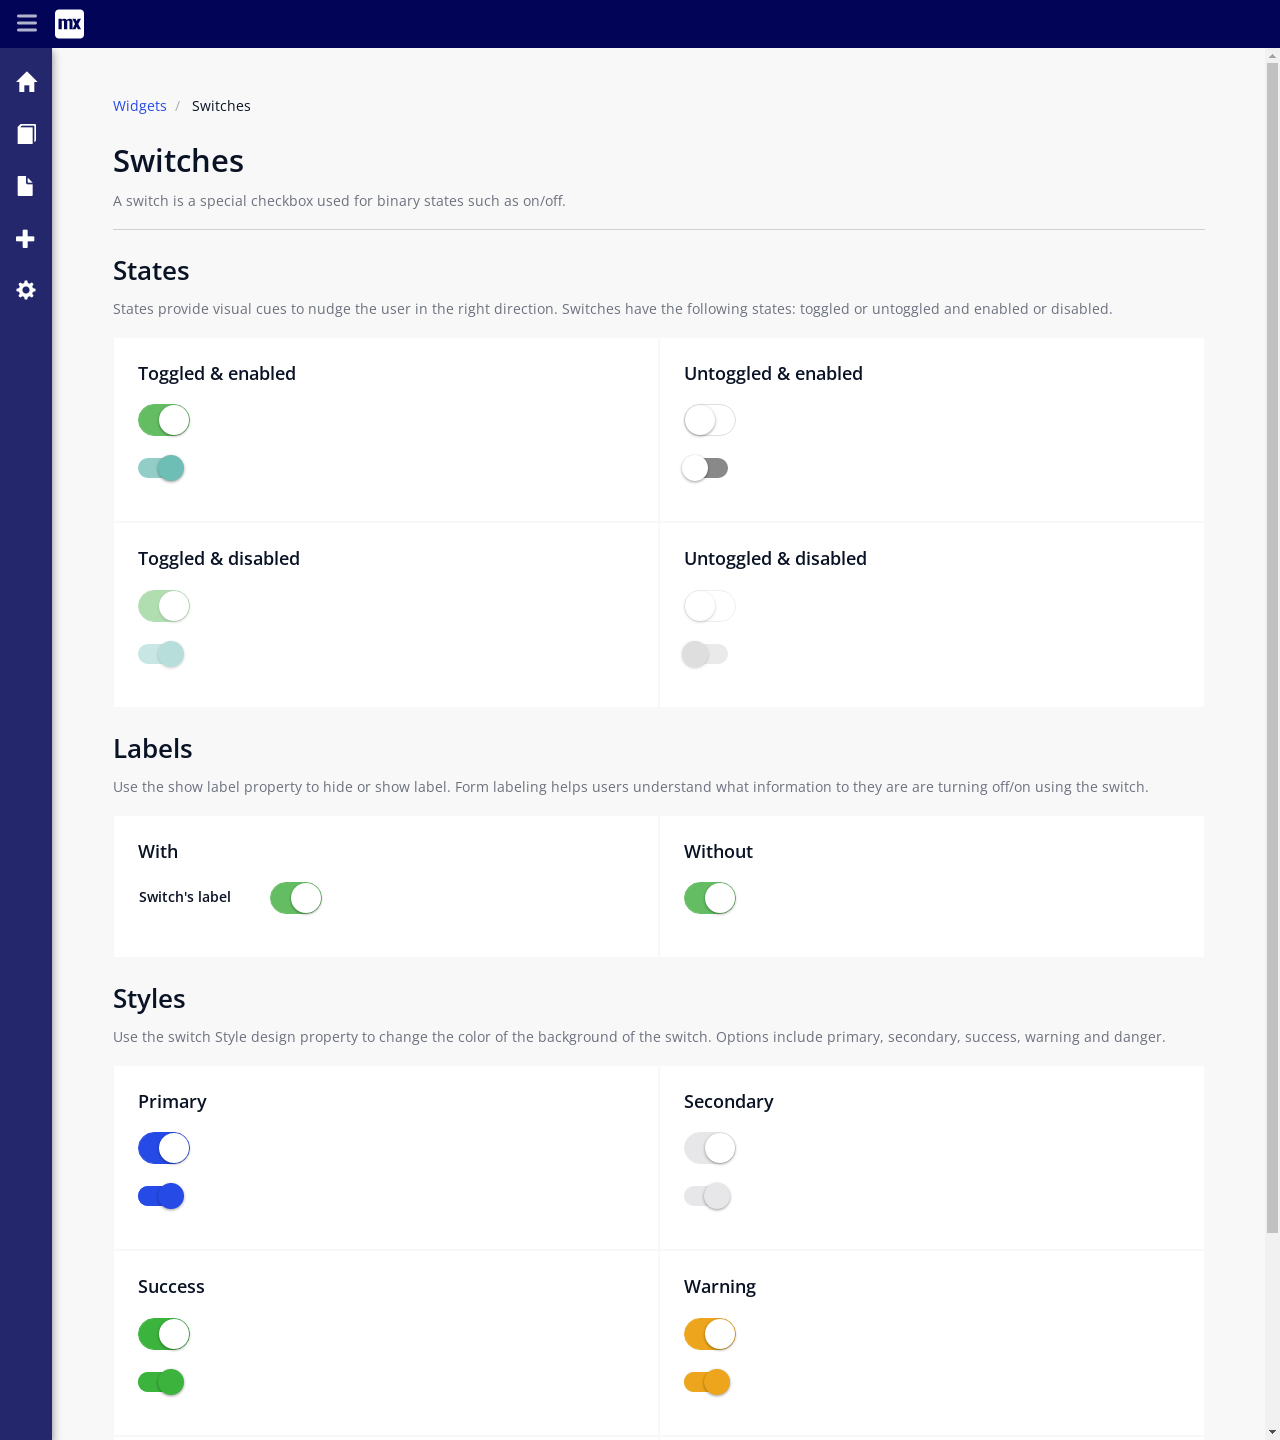 mx
Widgets / Switches
Switches
A switch is a special checkbox used for binary states such as on/off.
States
States provide visual cues to nudge the user in the right direction. Switches have the following states: toggled or untoggled and enabled or disabled.
Toggled & enabled
Untoggled & enabled
Toggled & disabled
Untoggled & disabled
Labels
Use the show label property to hide or show label. Form labeling helps users understand what information to they are are turning off/on using the switch.
With
Switch's label
Without
Styles
Use the switch Style design property to change the color of the background of the switch. Options include primary, secondary, success, warning and danger.
Primary
Secondary
Success
Warning